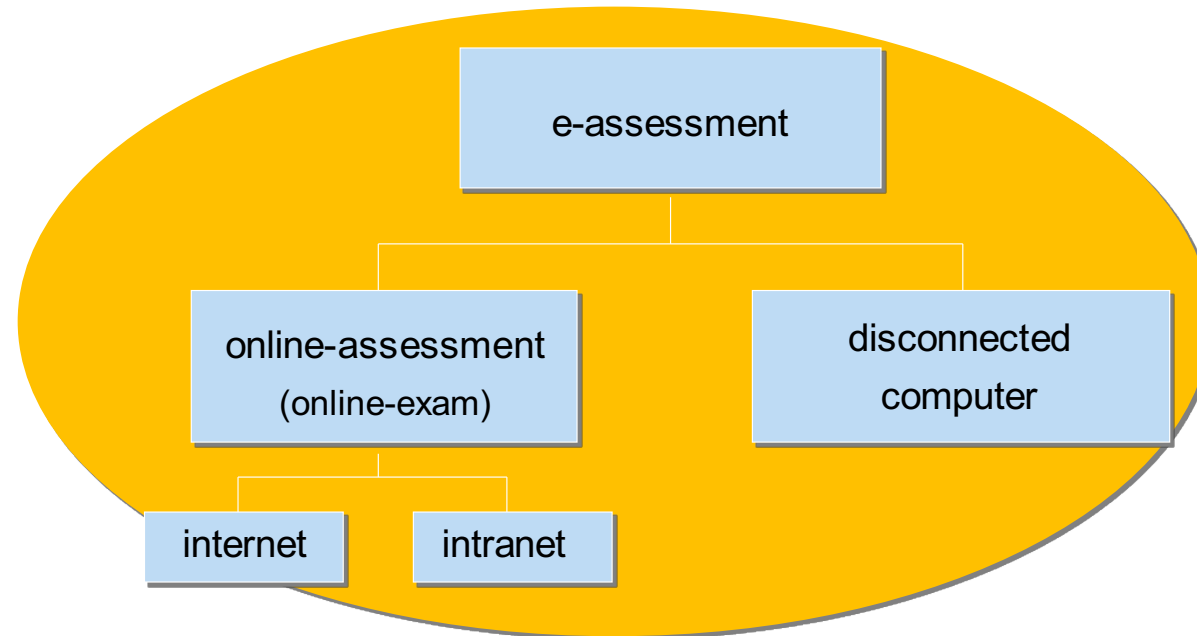 e-assessment
online-assessment
(online-exam)
disconnected
computer
internet
intranet